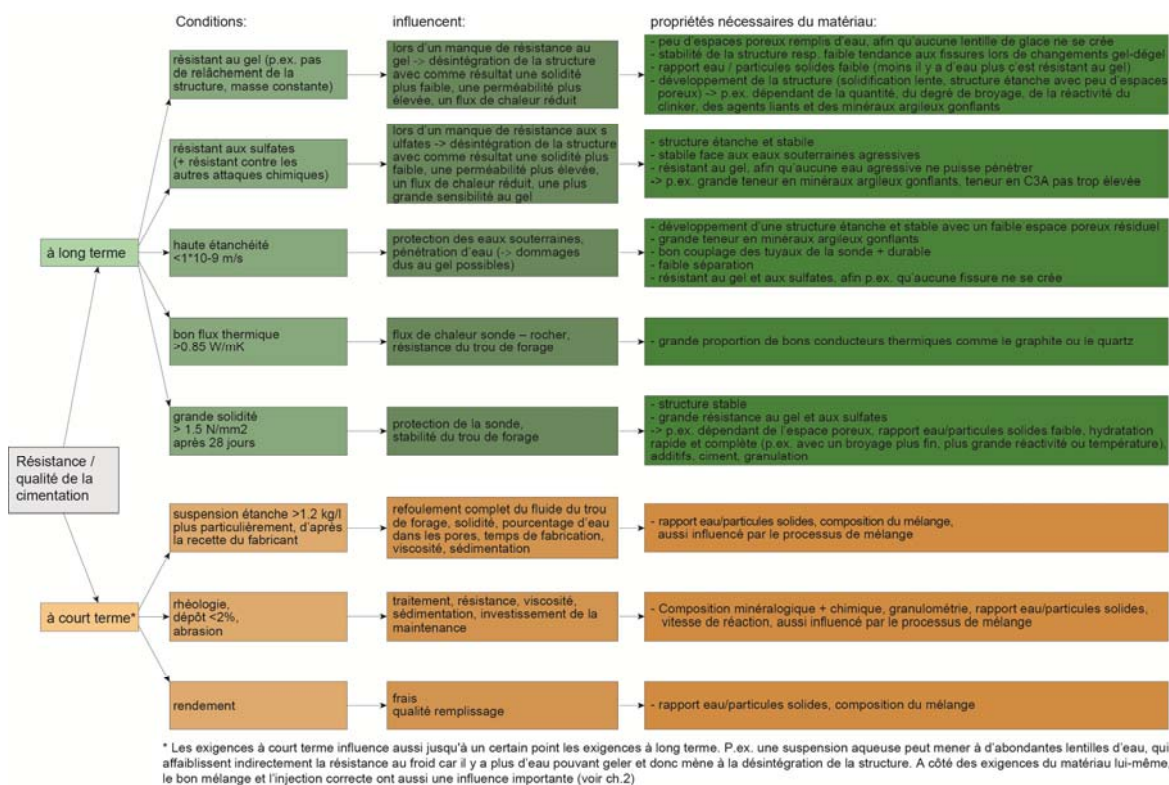 Conditions:
influencent:
propriétés nécessaires du matériau:
résistant au gel (p.ex. pas
de relâchement de la
structure, masse constante)
lors d'un manque de résistance au
gel -> désintégration de la structure
avec comme résultat une solidité
plus faible, une perméabilité plus
élevée, un flux de chaleur réduit
- peu d'espaces poreux remplis d'eau, afin qu'aucune lentille de glace ne se crée
- stabilité de la structure resp. faible tendance aux fissures lors de changements gel-dégel
- rapport eau / particules solides faible (moins il y a d'eau plus c'est résistant au gel)
- développement de la structure (solidification lente, structure étanche avec peu d'espaces
poreux) -> p.ex. dépendant de la quantité, du degré de broyage, de la réactivité du
clinker, des agents liants et des minéraux argileux gonflants
résistant aux sulfates
(+ résistant contre les
autres attaques chimiques)
lors d'un manque de résistance aux s
ulfates -> désintégration de la structure
avec comme résultat une solidité plus
faible, une perméabilité plus élevée,
un flux de chaleur réduit, une plus
grande sensibilité au gel
- structure étanche et stable
- stable face aux eaux souterraines agressives
- résistant au gel, afin qu'aucune eau agressive ne puisse pénétrer
-> p.ex. grande teneur en minéraux argileux gonflants, teneur en C3A pas trop élevée
à long terme
haute étanchéité
<1*10-9 m/s
protection des eaux souterraines,
pénétration d'eau (-> dommages
dus au gel possibles)
- développement d'une structure étanche et stable avec un faible espace poreux résiduel
- grande teneur en minéraux argileux gonflants
- bon couplage des tuyaux de la sonde + durable
- faible séparation
- résistant au gel et aux sulfates, afin p.ex. qu'aucune fissure ne se crée
bon flux thermique
>0.85 W/mK
flux de chaleur sonde – rocher,
résistance du trou de forage
- grande proportion de bons conducteurs thermiques comme le graphite ou le quartz
grande solidité
> 1.5 N/mm2
après 28 jours
protection de la sonde,
stabilité du trou de forage
- structure stable
- grande résistance au gel et aux sulfates
-> p.ex. dépendant de l'espace poreux, rapport eau/particules solides faible, hydratation
rapide et complète (p.ex. avec un broyage plus fin, plus grande réactivité ou température),
additifs, ciment, granulation
Résistance /
qualité de la
cimentation
suspension étanche >1.2 kg/l
plus particulièrement, d'après
la recette du fabricant
refoulement complet du fluide du trou
de forage, solidité, pourcentage d'eau
dans les pores, temps de fabrication,
viscosité, sédimentation
- rapport eau/particules solides, composition du mélange,
aussi influencé par le processus de mélange
à court terme*
rhéologie,
dépôt <2%,
abrasion
traitement, résistance, viscosité,
sédimentation, investissement de la
maintenance
- Composition minéralogique + chimique, granulométrie, rapport eau/particules solides,
vitesse de réaction, aussi influencé par le processus de mélange
rendement
frais
qualité remplissage
- rapport eau/particules solides, composition du mélange
* Les exigences à court terme influence aussi jusqu'à un certain point les exigences à long terme. P.ex. une suspension aqueuse peut mener à d'abondantes lentilles d'eau, qui
affaiblissent indirectement la résistance au froid car il y a plus d'eau pouvant geler et donc mène à la désintégration de la structure. A côté des exigences du matériau lui-même,
le bon mélange et l'injection correcte ont aussi une influence importante (voir ch.2)